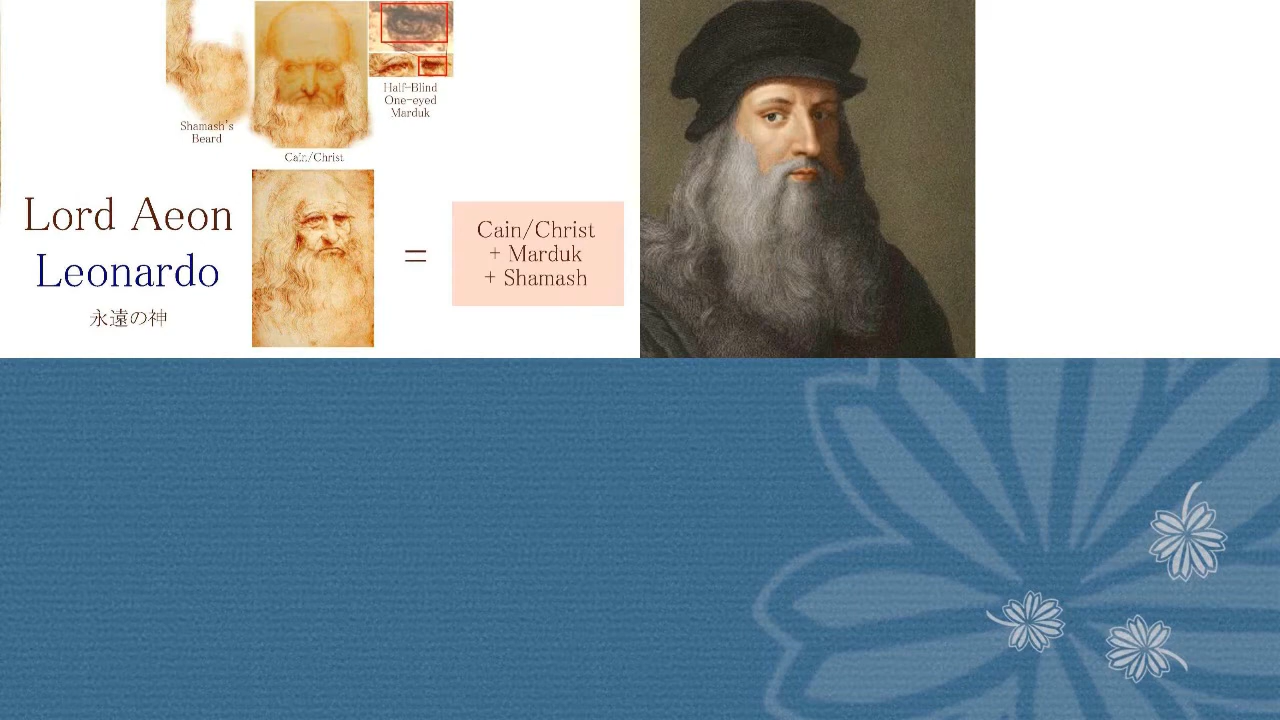 Shamash's
Beard
Cain/Christ
Half-Blind
One-eyed
Marduk
Lord Aeon
Leonardo
永遠の神
=
Cain/Christ
+ Marduk
+ Shamash